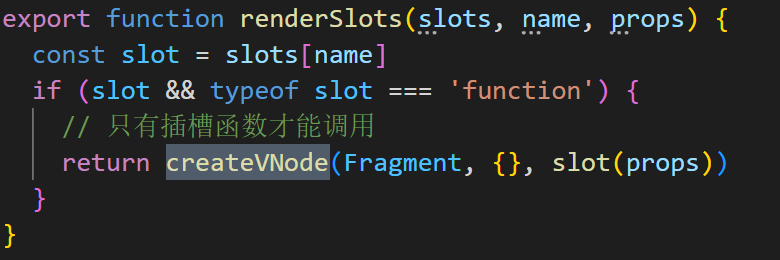 export function renderSlots(slots, name, props) {
  const slot = slots[name]
  if (slot && typeof slot === 'function') {
    // 只有插槽函数才能调用
    return createVNode(Fragment, {}, slot(props))
  }
}